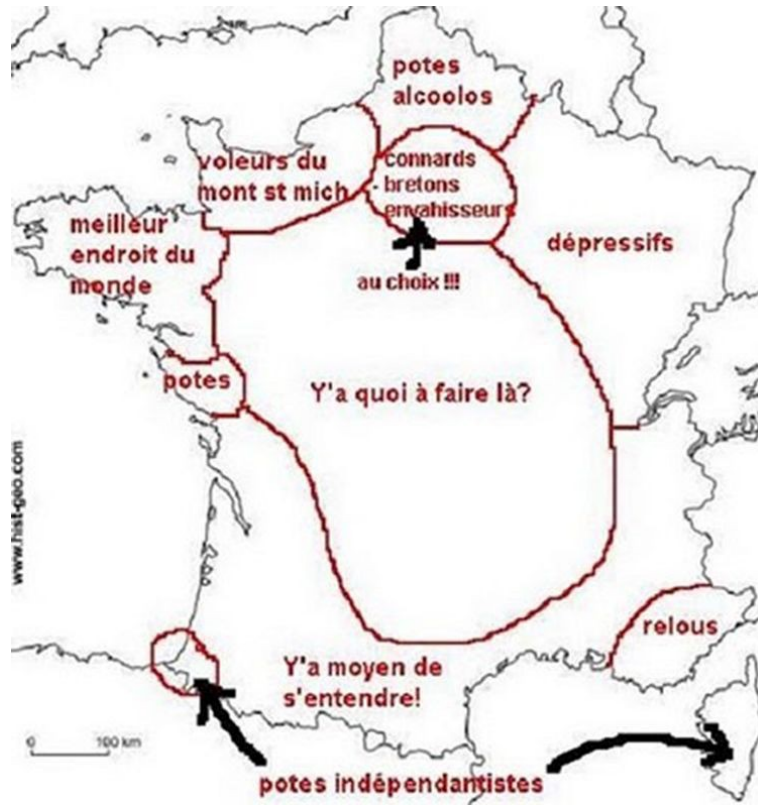 potes
alcoolos
voleurs du
mont st mich
connards
- bretons
envahisseurs
meilleur
endroit du
monde
dépressifs
au choix !!!
potes
Y'a quoi à faire là?
www.hist-geo.com
relous
Y'a moyen de
s'entendre!
0 100 km
potes indépendantistes